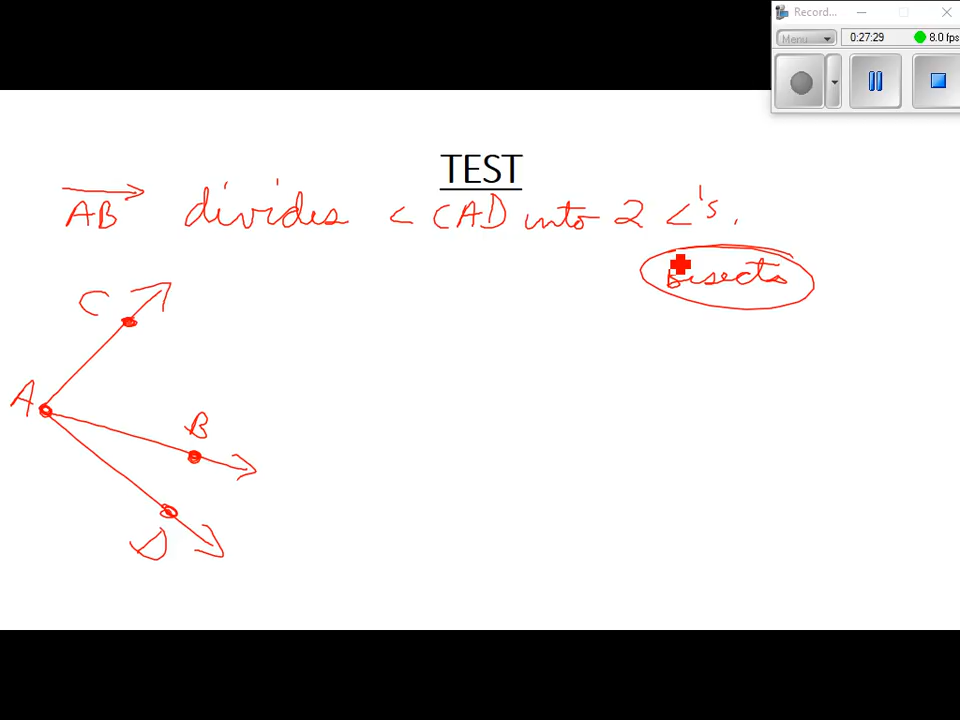 Record...
Menu
0:27:29
8.0 fps
TEST
AB divides < CAD into 2 <'s.
Bisects
C
A
B
D